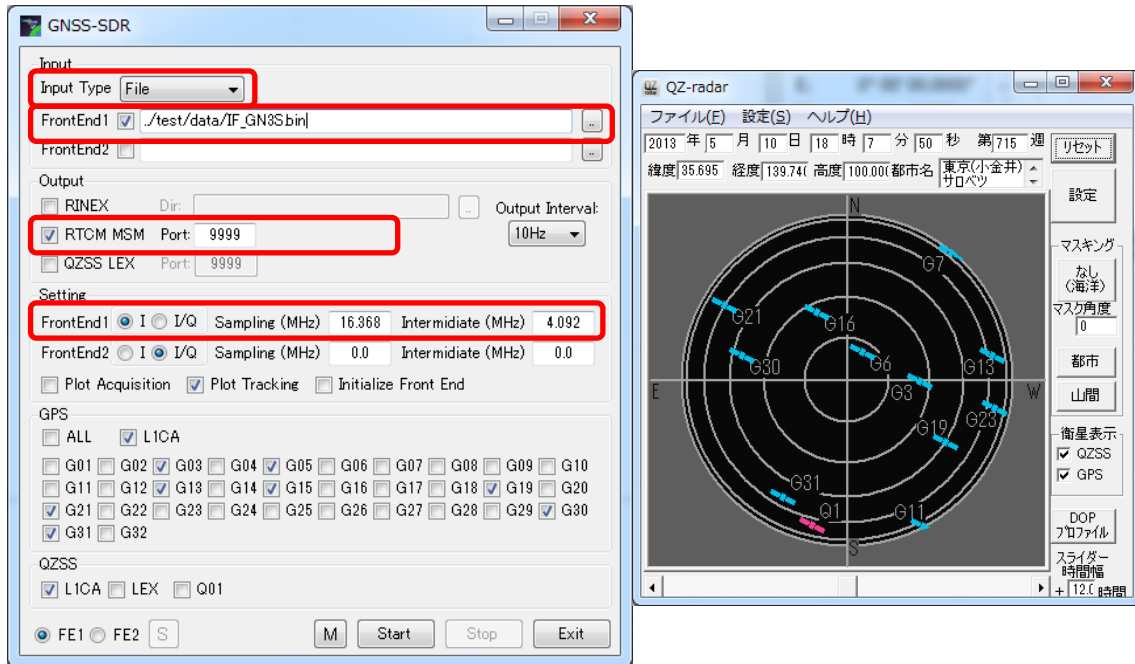 GNSS-SDR
Input
Input Type File
FrontEnd1 ./test/data/IF_GN3S.bin ..
FrontEnd2 ..
Output
RINEX Dir: .. Output Interval:
RTCM MSM Port: 9999 10Hz
QZSS LEX Port: 9999
Setting
FrontEnd1 I I/Q Sampling (MHz) 16.368 Intermidiate (MHz) 4.092
FrontEnd2 I I/Q Sampling (MHz) 0.0 Intermidiate (MHz) 0.0
Plot Acquisition Plot Tracking Initialize Front End
GPS
ALL L1CA
G01 G02 G03 G04 G05 G06 G07 G08 G09 G10
G11 G12 G13 G14 G15 G16 G17 G18 G19 G20
G21 G22 G23 G24 G25 G26 G27 G28 G29 G30
G31 G32
QZSS
L1CA LEX Q01
FE1 FE2 S M Start Stop Exit
QZ QZ-radar
ファイル(F) 設定(S) ヘルプ(H)
2013 年 5 月 10 日 18 時 7 分 50 秒 第 715 週 リセット
緯度 35.695 経度 139.74( 高度 100.00( 都市名 東京(小金井)
サロベツ
設定
マスキング
なし
(海洋)
マスク角度
0
都市
山間
衛星表示
QZSS
GPS
DOP
プロファイル
スライダー
時間幅
+ 12.( 時間
N
G7
G21
G16
G30
G6
G13
E
G3
W
G19
G23
G31
Q1
G11
S